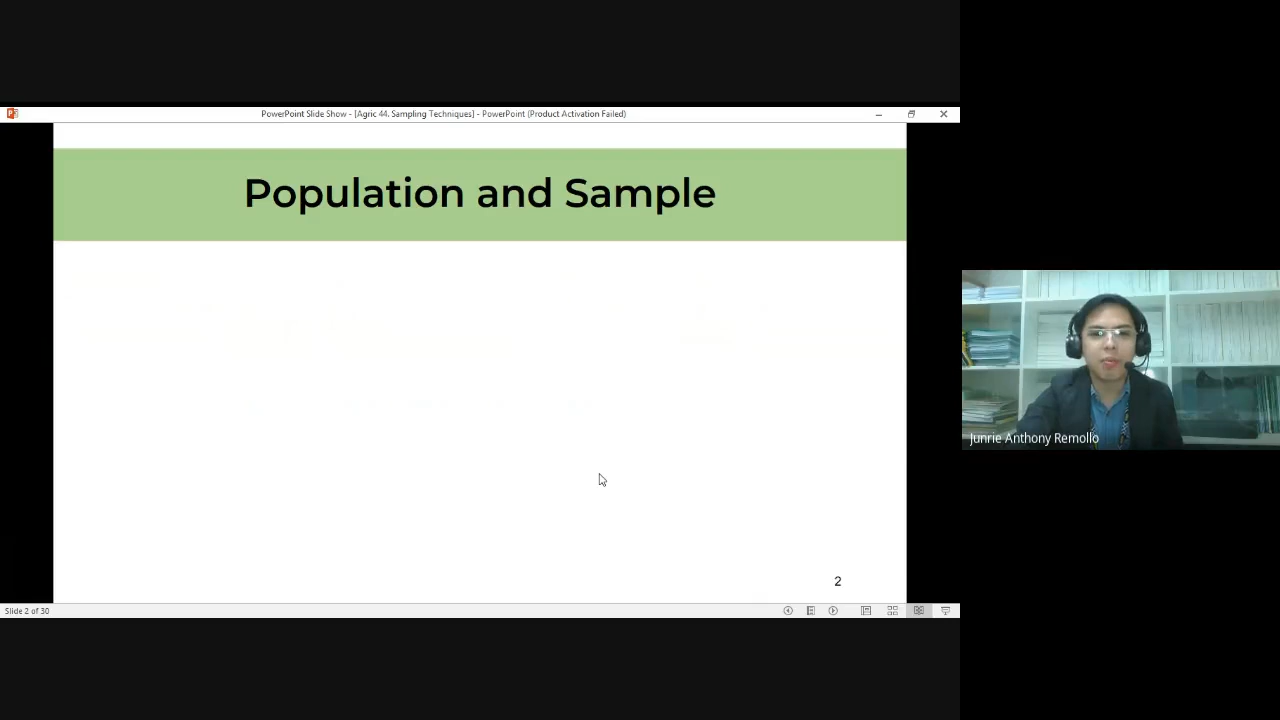 PowerPoint Slide Show - [Agric 44. Sampling Techniques] - PowerPoint (Product Activation Failed)
Population and Sample
Junrie Anthony Remollo
2
Slide 2 of 30